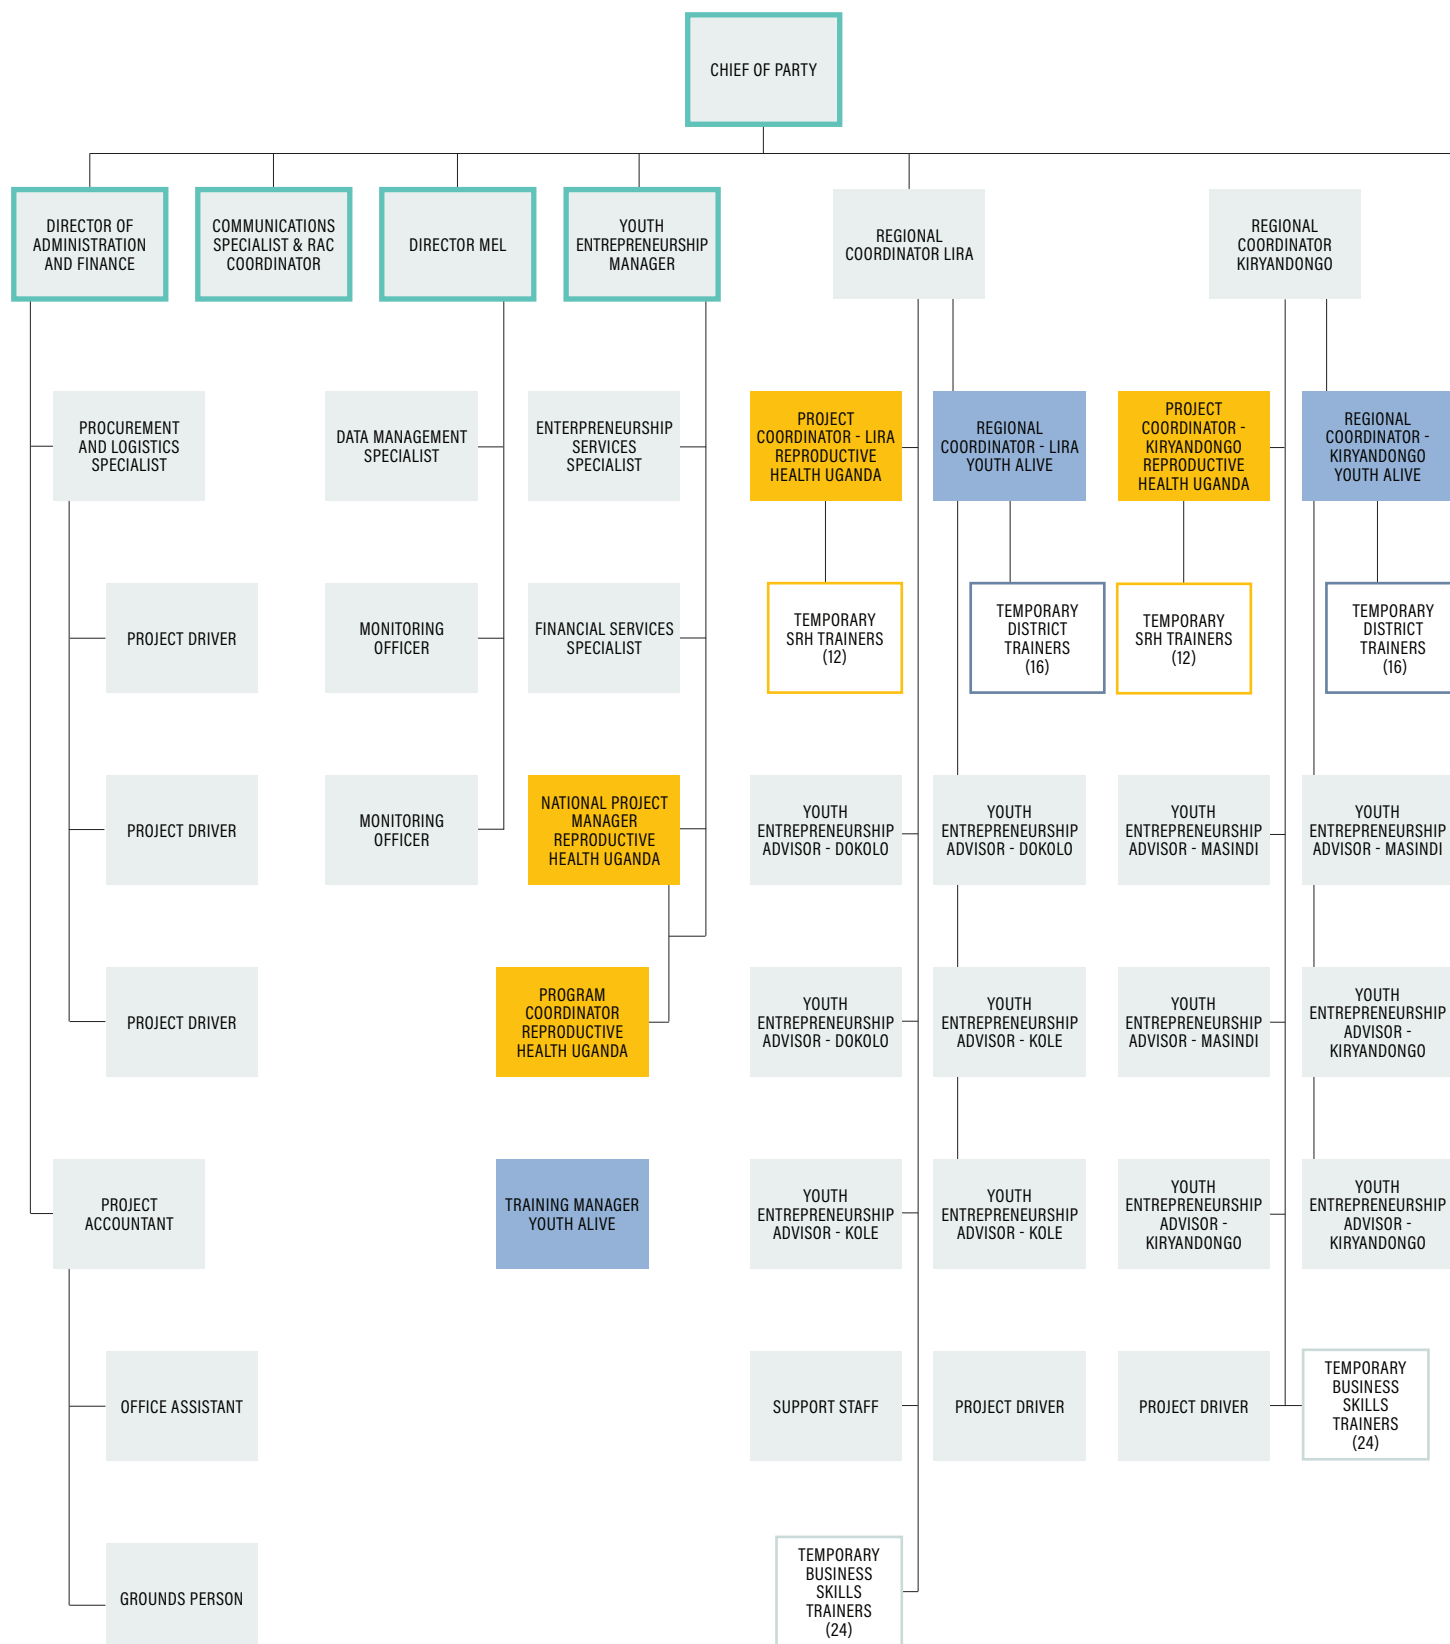 CHIEF OF PARTY
DIRECTOR OF
ADMINISTRATION
AND FINANCE
COMMUNICATIONS
SPECIALIST & RAC
COORDINATOR
DIRECTOR MEL
YOUTH
ENTREPRENEURSHIP
MANAGER
REGIONAL
COORDINATOR LIRA
REGIONAL
COORDINATOR
KIRYANDONGO
PROCUREMENT
AND LOGISTICS
SPECIALIST
DATA MANAGEMENT
SPECIALIST
ENTERPRENEURSHIP
SERVICES
SPECIALIST
PROJECT
COORDINATOR - LIRA
REPRODUCTIVE
HEALTH UGANDA
REGIONAL
COORDINATOR - LIRA
YOUTH ALIVE
PROJECT
COORDINATOR -
KIRYANDONGO
REPRODUCTIVE
HEALTH UGANDA
REGIONAL
COORDINATOR -
KIRYANDONGO
YOUTH ALIVE
PROJECT DRIVER
MONITORING
OFFICER
FINANCIAL SERVICES
SPECIALIST
TEMPORARY
SRH TRAINERS
(12)
TEMPORARY
DISTRICT
TRAINERS
(16)
TEMPORARY
SRH TRAINERS
(12)
TEMPORARY
DISTRICT
TRAINERS
(16)
PROJECT DRIVER
MONITORING
OFFICER
NATIONAL PROJECT
MANAGER
REPRODUCTIVE
HEALTH UGANDA
YOUTH
ENTREPRENEURSHIP
ADVISOR - DOKOLO
YOUTH
ENTREPRENEURSHIP
ADVISOR - DOKOLO
YOUTH
ENTREPRENEURSHIP
ADVISOR - MASINDI
YOUTH
ENTREPRENEURSHIP
ADVISOR - MASINDI
PROJECT DRIVER
PROGRAM
COORDINATOR
REPRODUCTIVE
HEALTH UGANDA
YOUTH
ENTREPRENEURSHIP
ADVISOR - DOKOLO
YOUTH
ENTREPRENEURSHIP
ADVISOR - KOLE
YOUTH
ENTREPRENEURSHIP
ADVISOR - MASINDI
YOUTH
ENTREPRENEURSHIP
ADVISOR -
KIRYANDONGO
PROJECT
ACCOUNTANT
TRAINING MANAGER
YOUTH ALIVE
YOUTH
ENTREPRENEURSHIP
ADVISOR - KOLE
YOUTH
ENTREPRENEURSHIP
ADVISOR - KOLE
YOUTH
ENTREPRENEURSHIP
ADVISOR -
KIRYANDONGO
YOUTH
ENTREPRENEURSHIP
ADVISOR -
KIRYANDONGO
OFFICE ASSISTANT
SUPPORT STAFF
PROJECT DRIVER
PROJECT DRIVER
TEMPORARY
BUSINESS
SKILLS
TRAINERS
(24)
GROUNDS PERSON
TEMPORARY
BUSINESS
SKILLS
TRAINERS
(24)